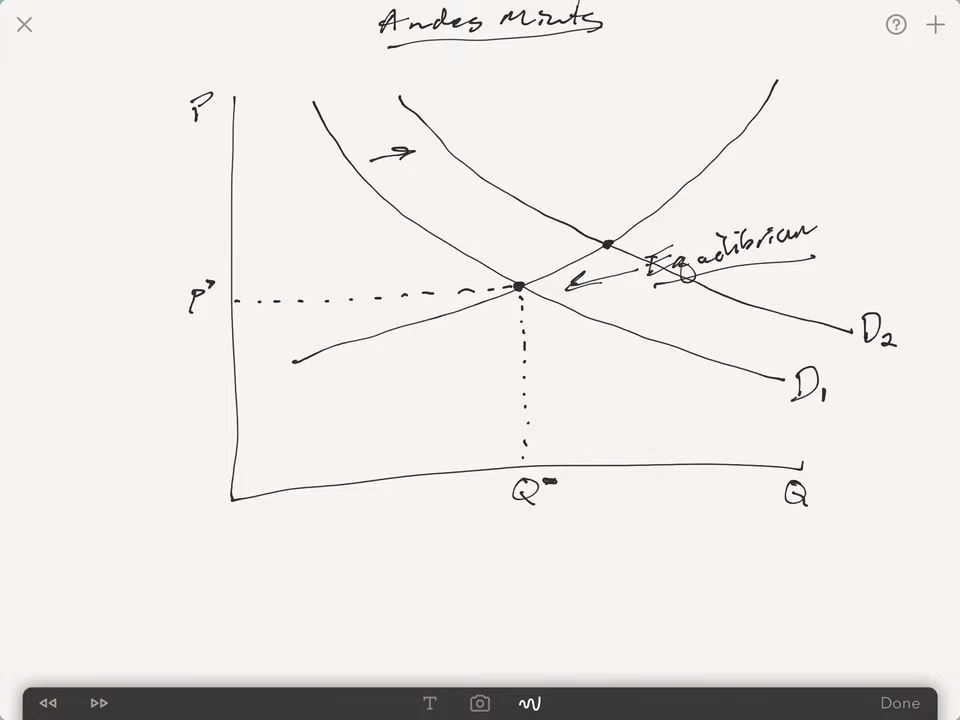 Andes Mints
P
Equilibrium
P*
D2
D1
Q*
Q
T
Done